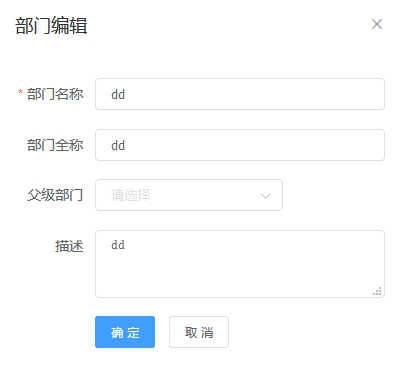 部门编辑
* 部门名称 dd
部门全称 dd
父级部门 请选择
描述 dd
确 定 取 消